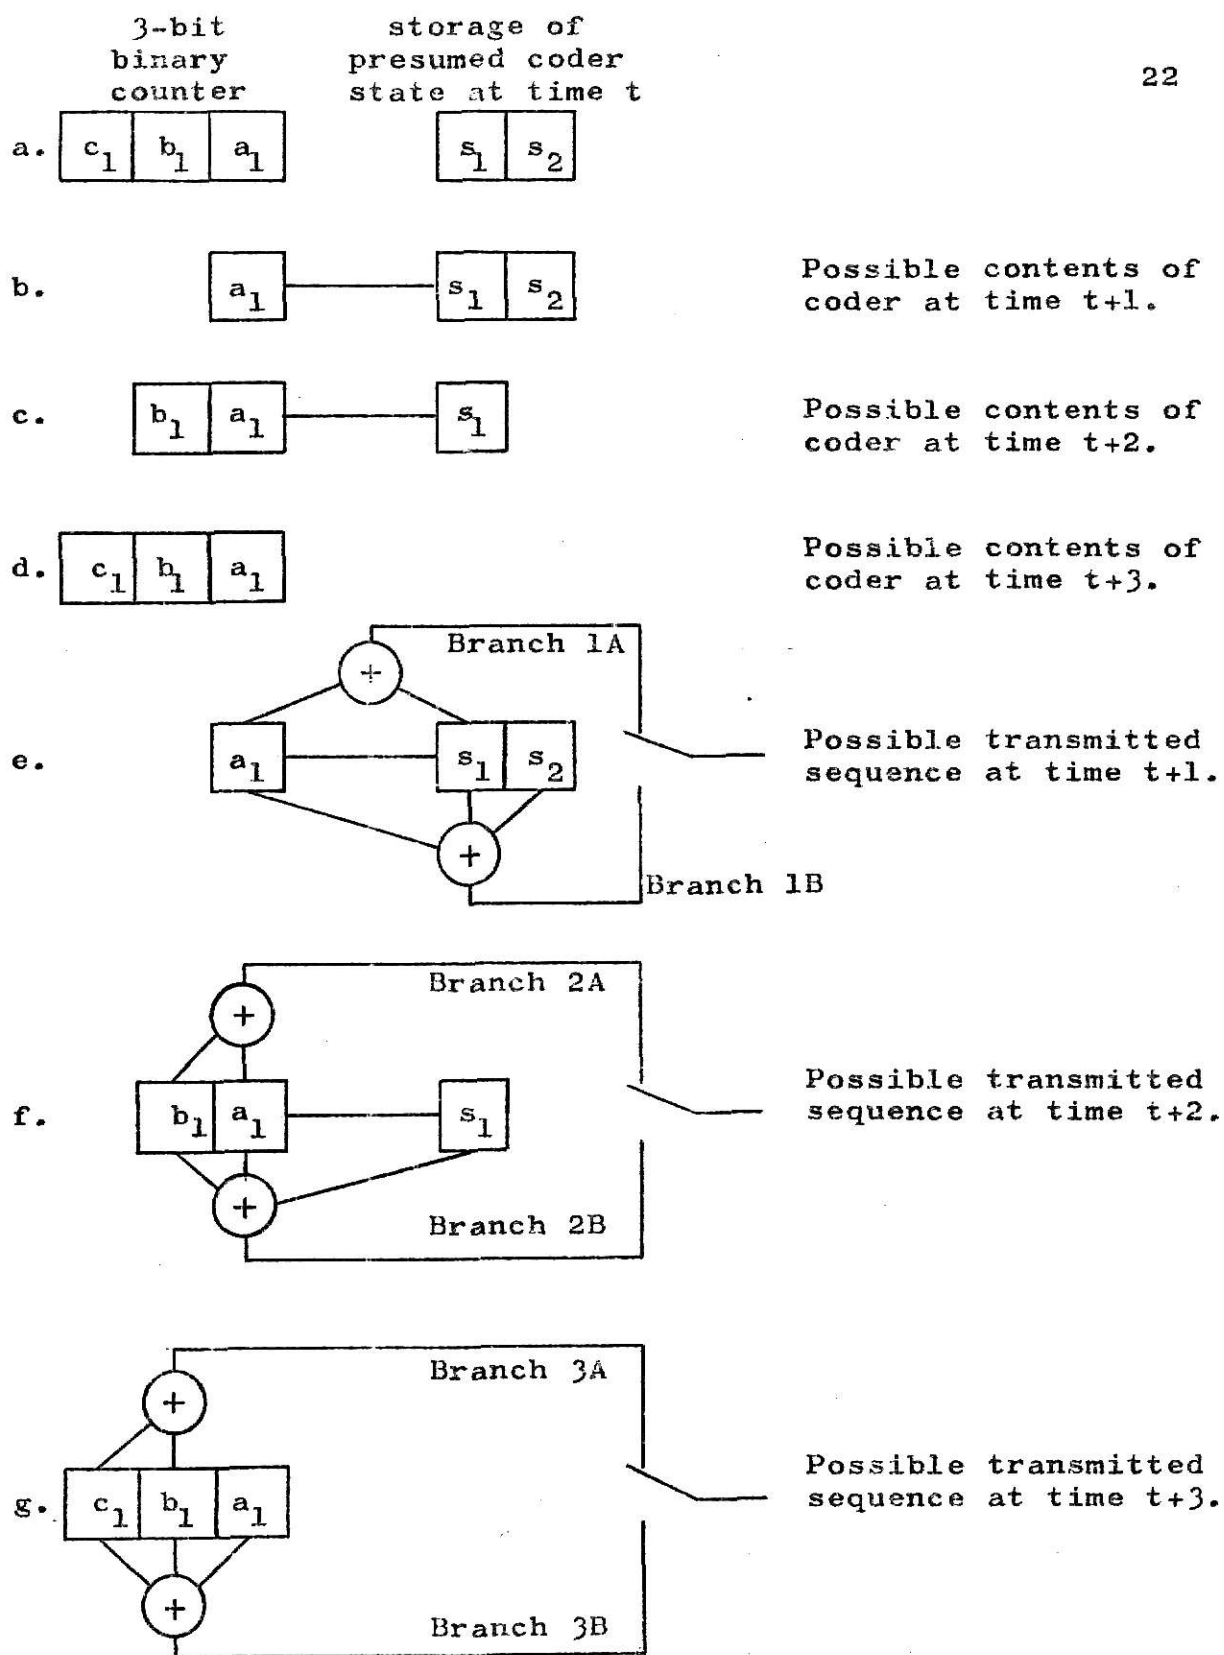 3-bit binary counter
storage of presumed coder state at time t
22
a. c1 b1 a1 s1 s2
b. a1 s1 s2
Possible contents of
coder at time t+1.
c. b1 a1 s1
Possible contents of
coder at time t+2.
d. c1 b1 a1
Possible contents of
coder at time t+3.
Branch 1A
+
e. a1 s1 s2
Possible transmitted
sequence at time t+1.
+
Branch 1B
Branch 2A
+
f. b1 a1 s1
Possible transmitted
sequence at time t+2.
+
Branch 2B
Branch 3A
+
g. c1 b1 a1
Possible transmitted
sequence at time t+3.
+
Branch 3B